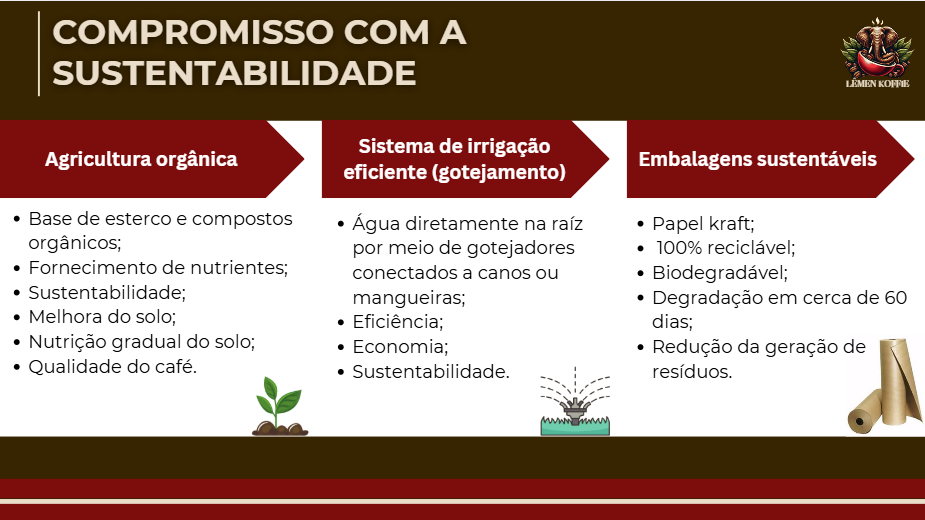 COMPROMISSO COM A
SUSTENTABILIDADE
LÊMEN KOFFIE
Agricultura orgânica
• Base de esterco e compostos
orgânicos;
• Fornecimento de nutrientes;
• Sustentabilidade;
• Melhora do solo;
• Nutrição gradual do solo;
• Qualidade do café.
Sistema de irrigação
eficiente (gotejamento)
• Água diretamente na raíz
por meio de gotejadores
conectados a canos ou
mangueiras;
• Eficiência;
• Economia;
• Sustentabilidade.
Embalagens sustentáveis
• Papel kraft;
• 100% reciclável;
• Biodegradável;
• Degradação em cerca de 60
dias;
• Redução da geração de
resíduos.